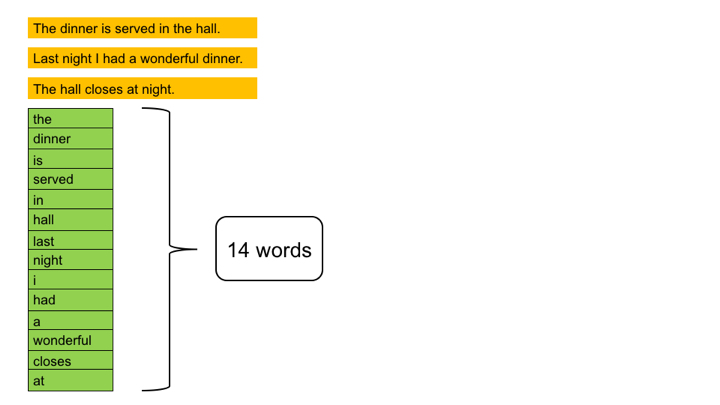 The dinner is served in the hall.
Last night I had a wonderful dinner.
The hall closes at night.
the
dinner
is
served
in
hall
last
night
i
had
a
wonderful
closes
at
14 words